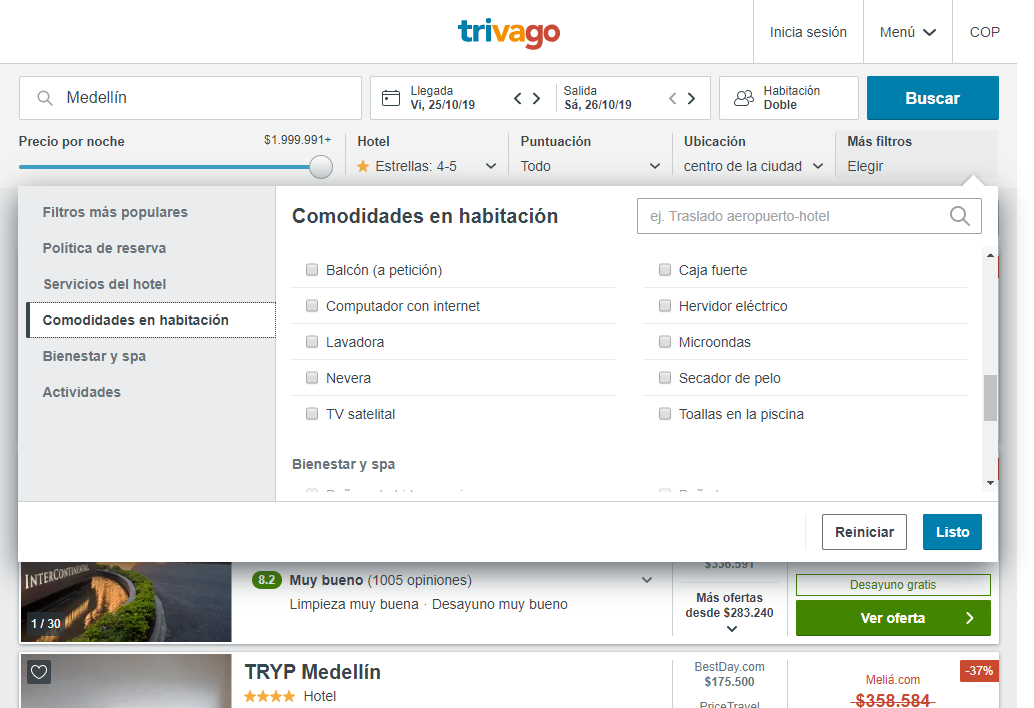 trivago
Inicia sesión
Menú
COP
Medellín
Llegada
Vi, 25/10/19
Salida
Sá, 26/10/19
Habitación
Doble
Buscar
Precio por noche
$1.999.991+
Hotel
Estrellas: 4-5
Puntuación
Todo
Ubicación
centro de la ciudad
Más filtros
Elegir
Filtros más populares
Política de reserva
Servicios del hotel
Comodidades en habitación
Bienestar y spa
Actividades
Comodidades en habitación
ej. Traslado aeropuerto-hotel
Balcón (a petición)
Caja fuerte
Computador con internet
Hervidor eléctrico
Lavadora
Microondas
Nevera
Secador de pelo
TV satelital
Toallas en la piscina
Bienestar y spa
Reiniciar
Listo
INTERCONTINENTAL
1 / 30
8.2 Muy bueno (1005 opiniones)
Limpieza muy buena · Desayuno muy bueno
$336.591
Más ofertas
desde $283.240
Desayuno gratis
Ver oferta
TRYP Medellín
Hotel
BestDay.com
$175.500
PriceTravel
-37%
Meliá.com
$358.584